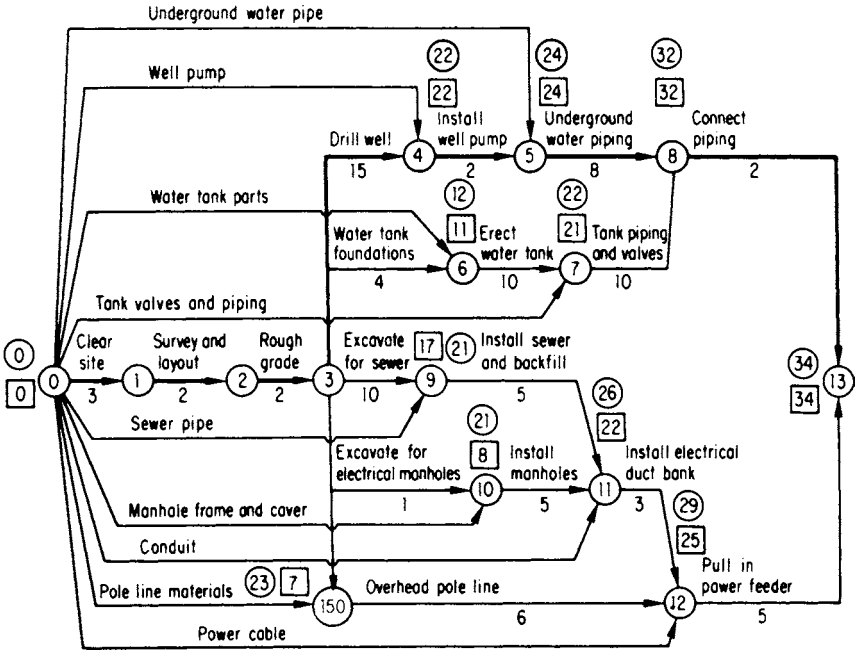 Underground water pipe
22
24
32
Well pump
22
24
32
Install
well pump
Underground
water piping
Connect
piping
Drill well
4
5
8
15
2
8
2
Water tank parts
12
22
11
21
Water tank
foundations
Erect
water tank
Tank piping
and valves
6
7
4
10
10
Tank valves and piping
Clear
site
Survey and
layout
Rough
grade
Excavate
for sewer
17
21
Install sewer
and backfill
0
0
0
1
2
3
9
13
34
34
3
2
2
10
5
Sewer pipe
26
22
21
8
Excavate for
electrical manholes
Install
manholes
Install electrical
duct bank
10
11
1
5
3
Manhale frame and caver
29
25
Conduit
Pull in
power feeder
Pole line materials
23
7
Overhead pole line
150
12
6
5
Power cable